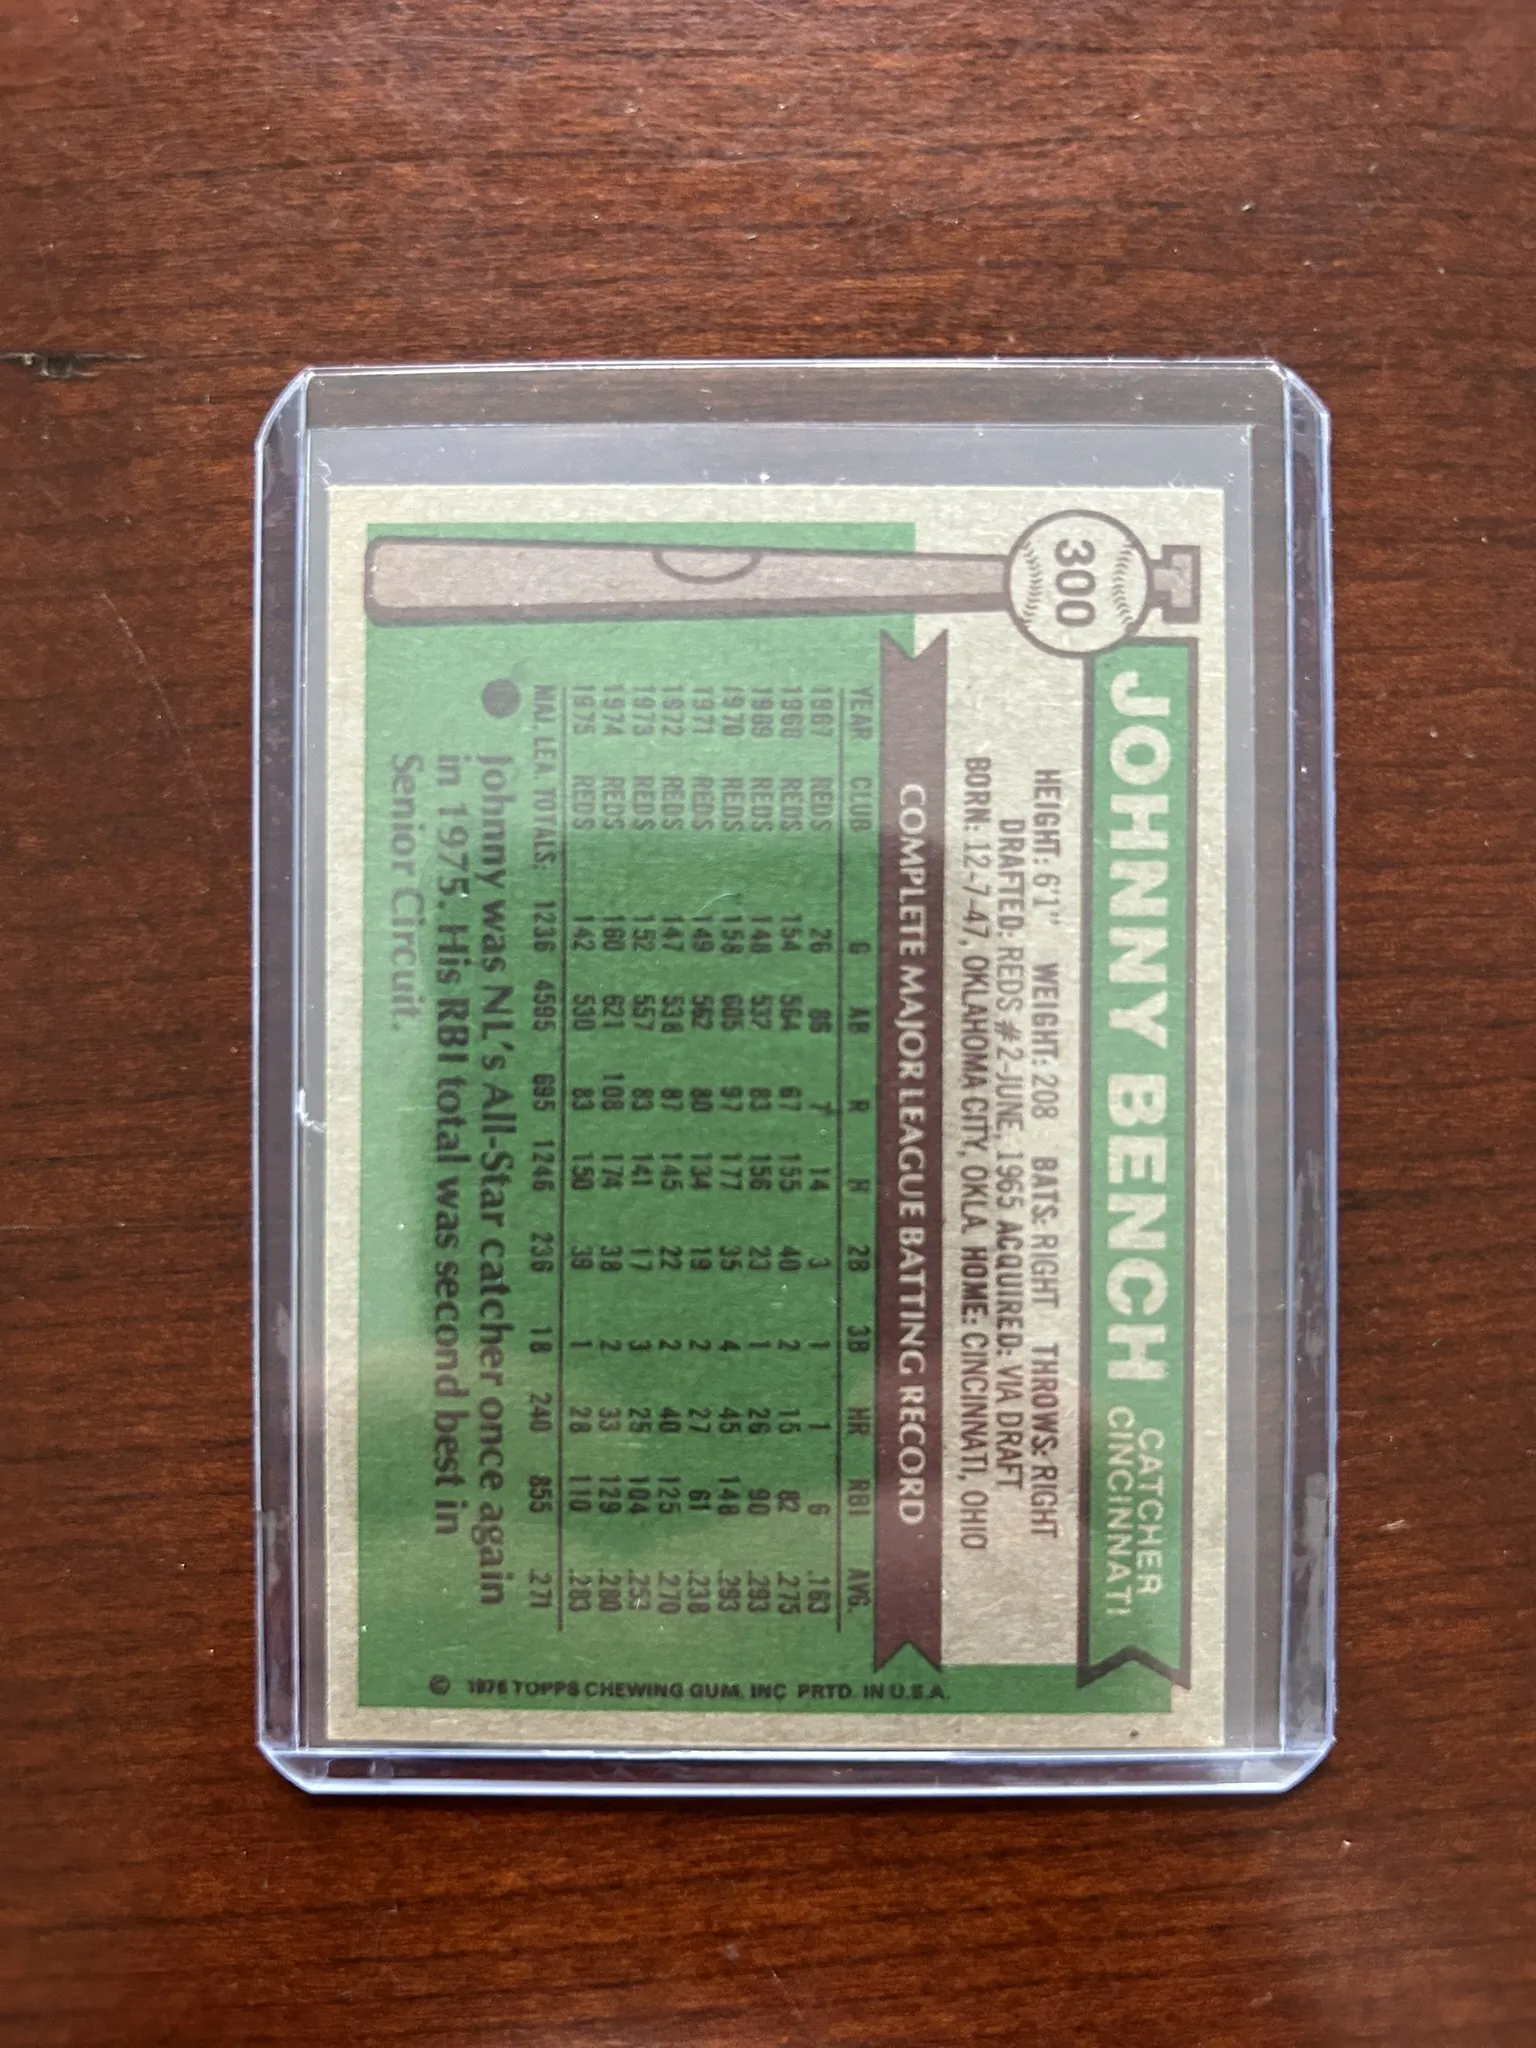 300
JOHNNY BENCH
CATCHER
CINCINNATI
HEIGHT: 6'1" WEIGHT: 208 BATS: RIGHT THROWS: RIGHT
DRAFTED: REDS #2-JUNE, 1965 ACQUIRED: VIA DRAFT
BORN: 12-7-47, OKLAHOMA CITY, OKLA. HOME: CINCINNATI, OHIO
COMPLETE MAJOR LEAGUE BATTING RECORD
YEAR CLUB G AB R H 2B 3B HR RBI AVG.
1967 REDS 26 86 7 14 3 1 1 6 .163
1968 REDS 154 564 67 155 40 2 15 82 .275
1969 REDS 148 532 83 156 23 1 26 90 .293
1970 REDS 158 605 97 177 35 4 45 148 .293
1971 REDS 149 562 80 134 19 2 27 61 .238
1972 REDS 147 538 87 145 22 2 40 125 .270
1973 REDS 152 557 83 141 17 3 25 104 .253
1974 REDS 160 621 108 174 38 2 33 129 .280
1975 REDS 142 530 83 150 39 1 28 110 .283
MAJ. LEA. TOTALS: 1236 4595 695 1246 236 18 240 855 .271
Johnny was NL's All-Star catcher once again
in 1975. His RBI total was second best in
Senior Circuit.
© 1976 TOPPS CHEWING GUM, INC PRTD. IN U.S.A.